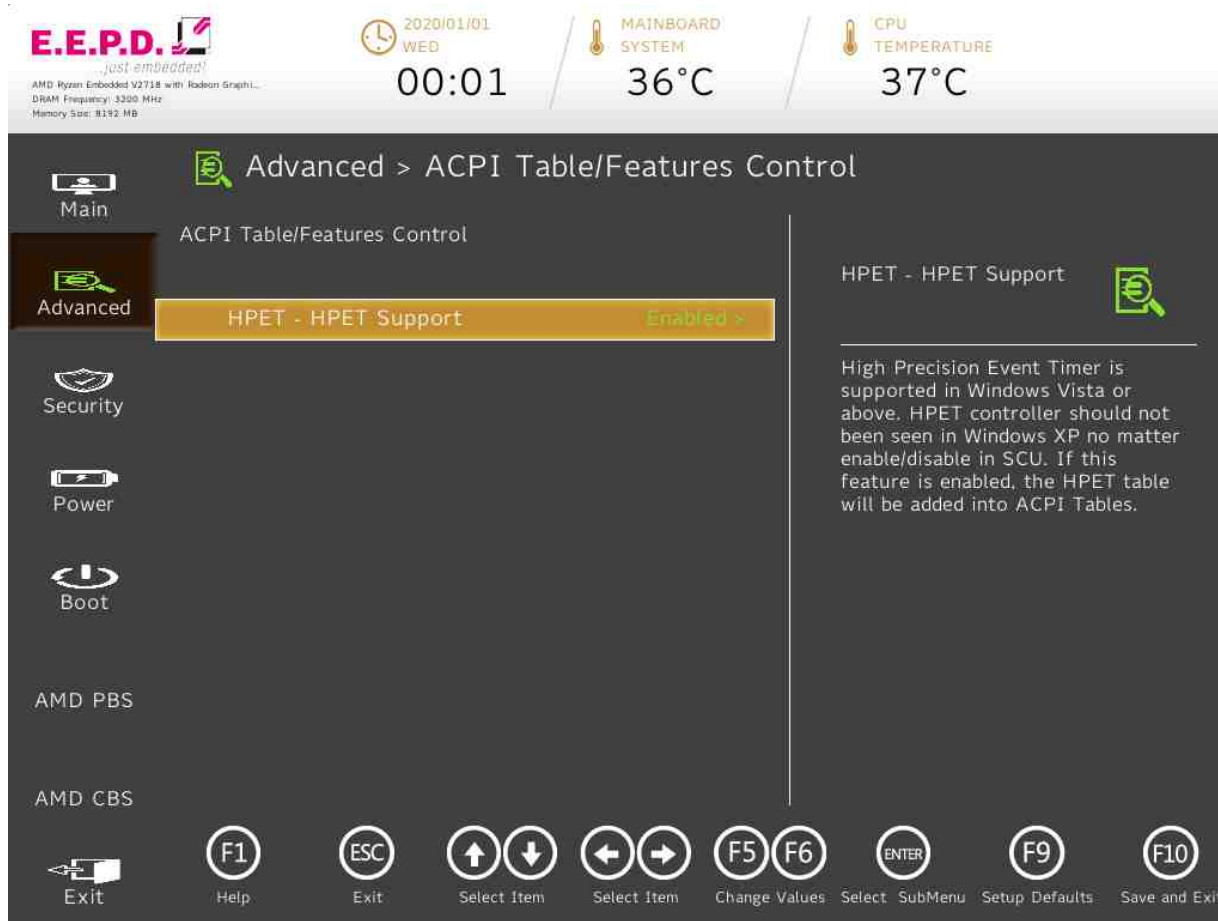 E.E.P.D.
...just embedded!
AMD Ryzen Embedded V2718 with Radeon Graphi...
DRAM Frequency: 3200 MHz
Memory Size: 8192 MB
2020/01/01
WED
00:01
MAINBOARD
SYSTEM
36°C
CPU
TEMPERATURE
37°C
Main
Advanced
Security
Power
Boot
AMD PBS
AMD CBS
Exit
Advanced > ACPI Table/Features Control
ACPI Table/Features Control
HPET - HPET Support Enabled >
HPET - HPET Support
High Precision Event Timer is
supported in Windows Vista or
above. HPET controller should not
been seen in Windows XP no matter
enable/disable in SCU. If this
feature is enabled, the HPET table
will be added into ACPI Tables.
F1
Help
ESC
Exit
Select Item
Select Item
F5 F6
Change Values
ENTER
Select SubMenu
F9
Setup Defaults
F10
Save and Exi